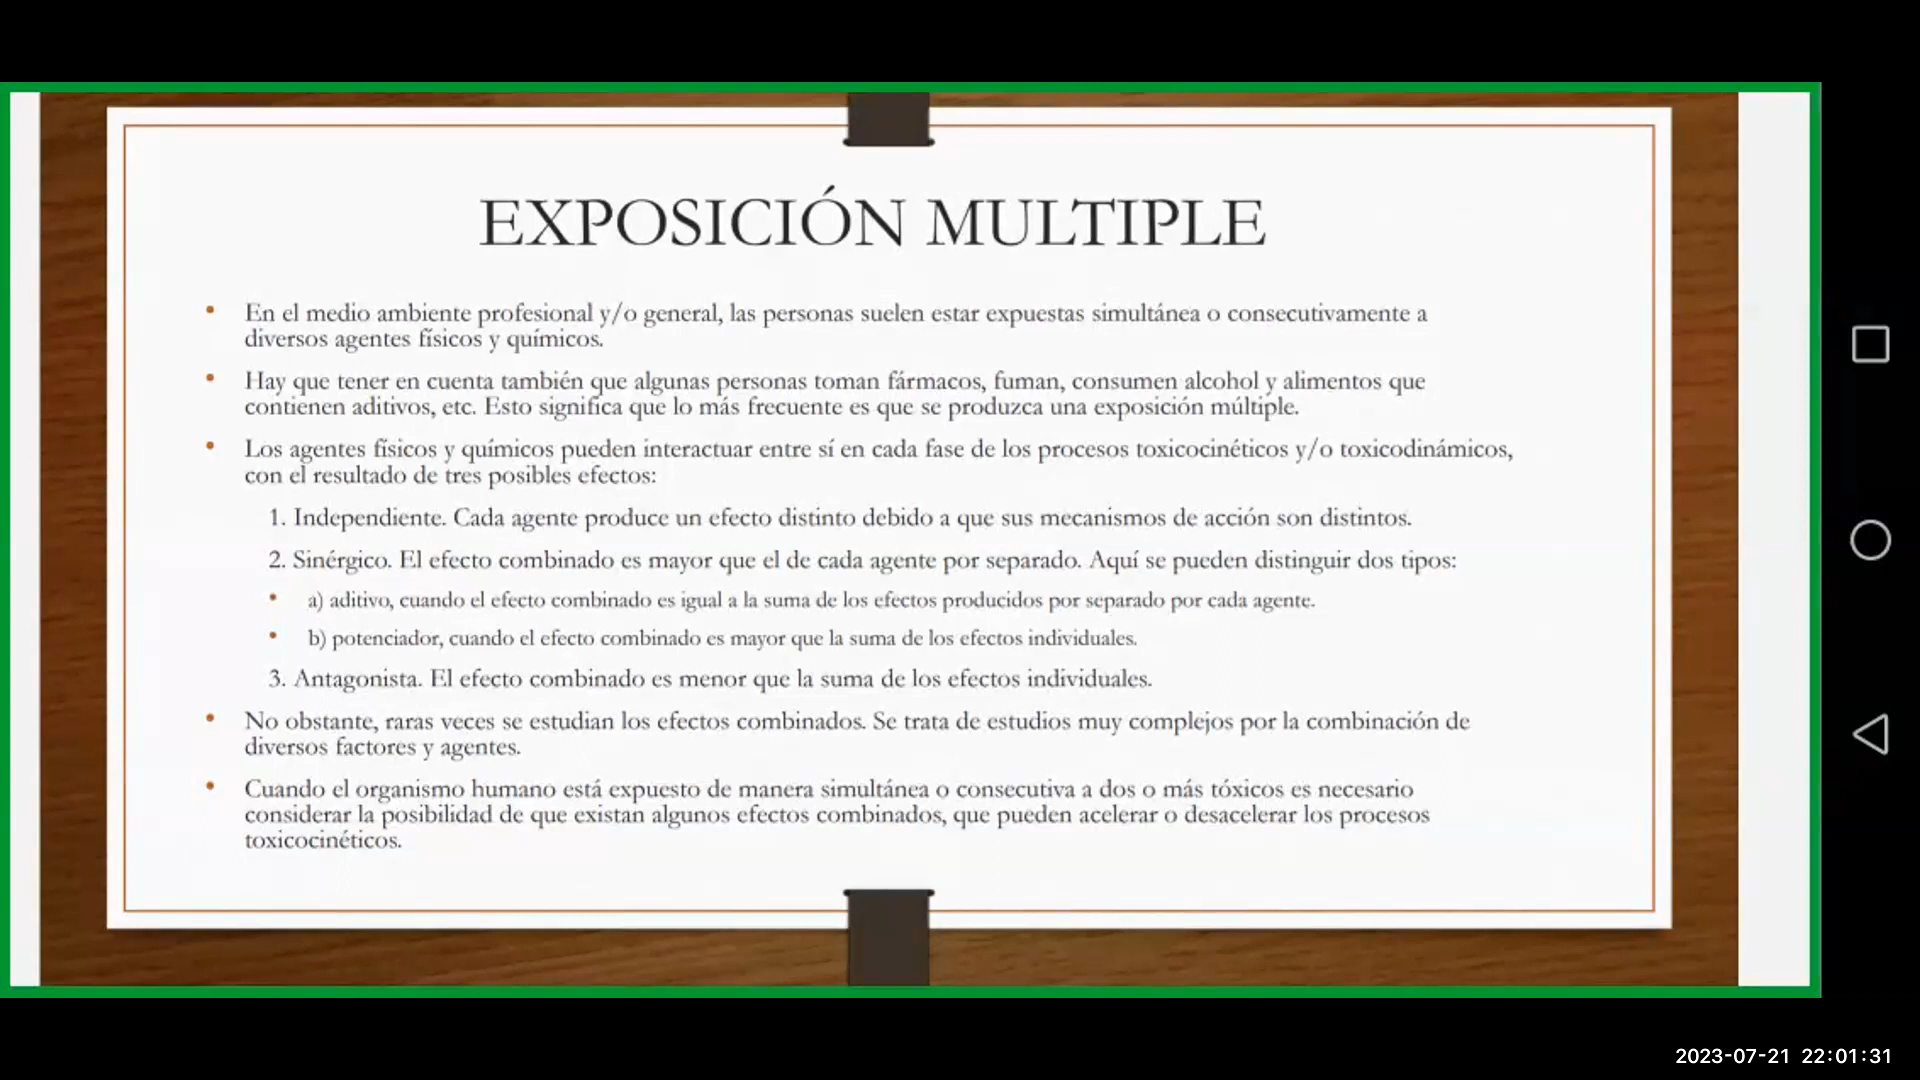 EXPOSICIÓN MULTIPLE
• En el medio ambiente profesional y/o general, las personas suelen estar expuestas simultánea o consecutivamente a
diversos agentes físicos y químicos.
• Hay que tener en cuenta también que algunas personas toman fármacos, fuman, consumen alcohol y alimentos que
contienen aditivos, etc. Esto significa que lo más frecuente es que se produzca una exposición múltiple.
• Los agentes físicos y químicos pueden interactuar entre sí en cada fase de los procesos toxicocinéticos y/o toxicodinámicos,
con el resultado de tres posibles efectos:
1. Independiente. Cada agente produce un efecto distinto debido a que sus mecanismos de acción son distintos.
2. Sinérgico. El efecto combinado es mayor que el de cada agente por separado. Aquí se pueden distinguir dos tipos:
• a) aditivo, cuando el efecto combinado es igual a la suma de los efectos producidos por separado por cada agente.
• b) potenciador, cuando el efecto combinado es mayor que la suma de los efectos individuales.
3. Antagonista. El efecto combinado es menor que la suma de los efectos individuales.
• No obstante, raras veces se estudian los efectos combinados. Se trata de estudios muy complejos por la combinación de
diversos factores y agentes.
• Cuando el organismo humano está expuesto de manera simultánea o consecutiva a dos o más tóxicos es necesario
considerar la posibilidad de que existan algunos efectos combinados, que pueden acelerar o desacelerar los procesos
toxicocinéticos.
2023-07-21 22:01:31